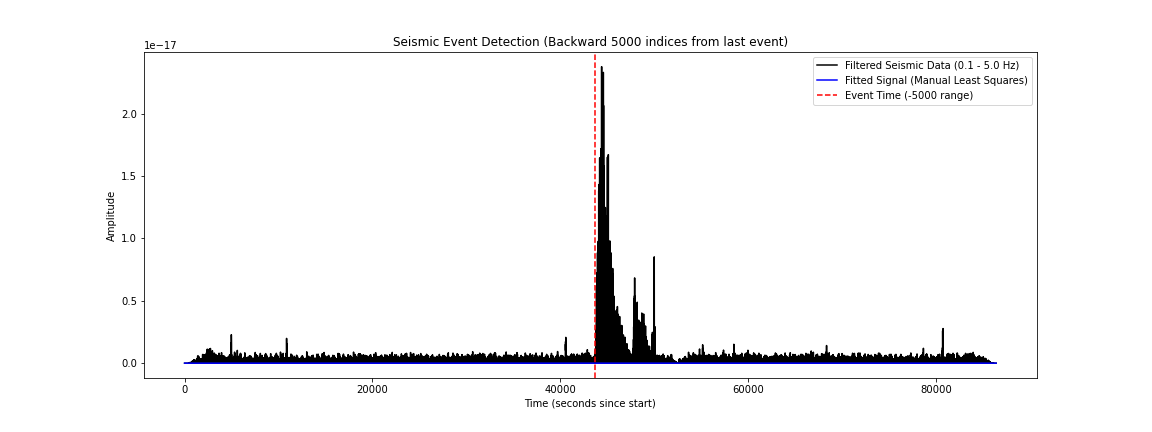 Seismic Event Detection (Backward 5000 indices from last event)
1e−17
Filtered Seismic Data (0.1 - 5.0 Hz)
Fitted Signal (Manual Least Squares)
Event Time (-5000 range)
2.0
1.5
1.0
0.5
0.0
Amplitude
0
20000
40000
60000
80000
Time (seconds since start)